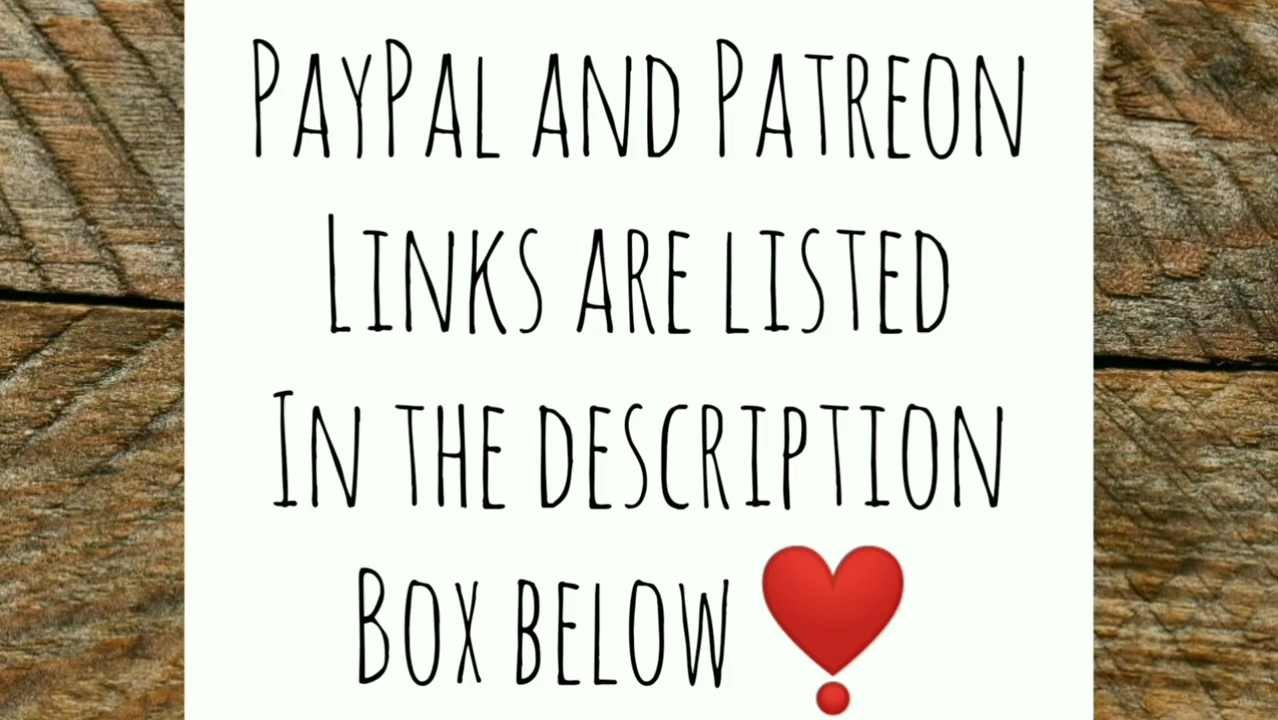 PayPal and Patreon
Links are listed
In the description
Box below ❣️